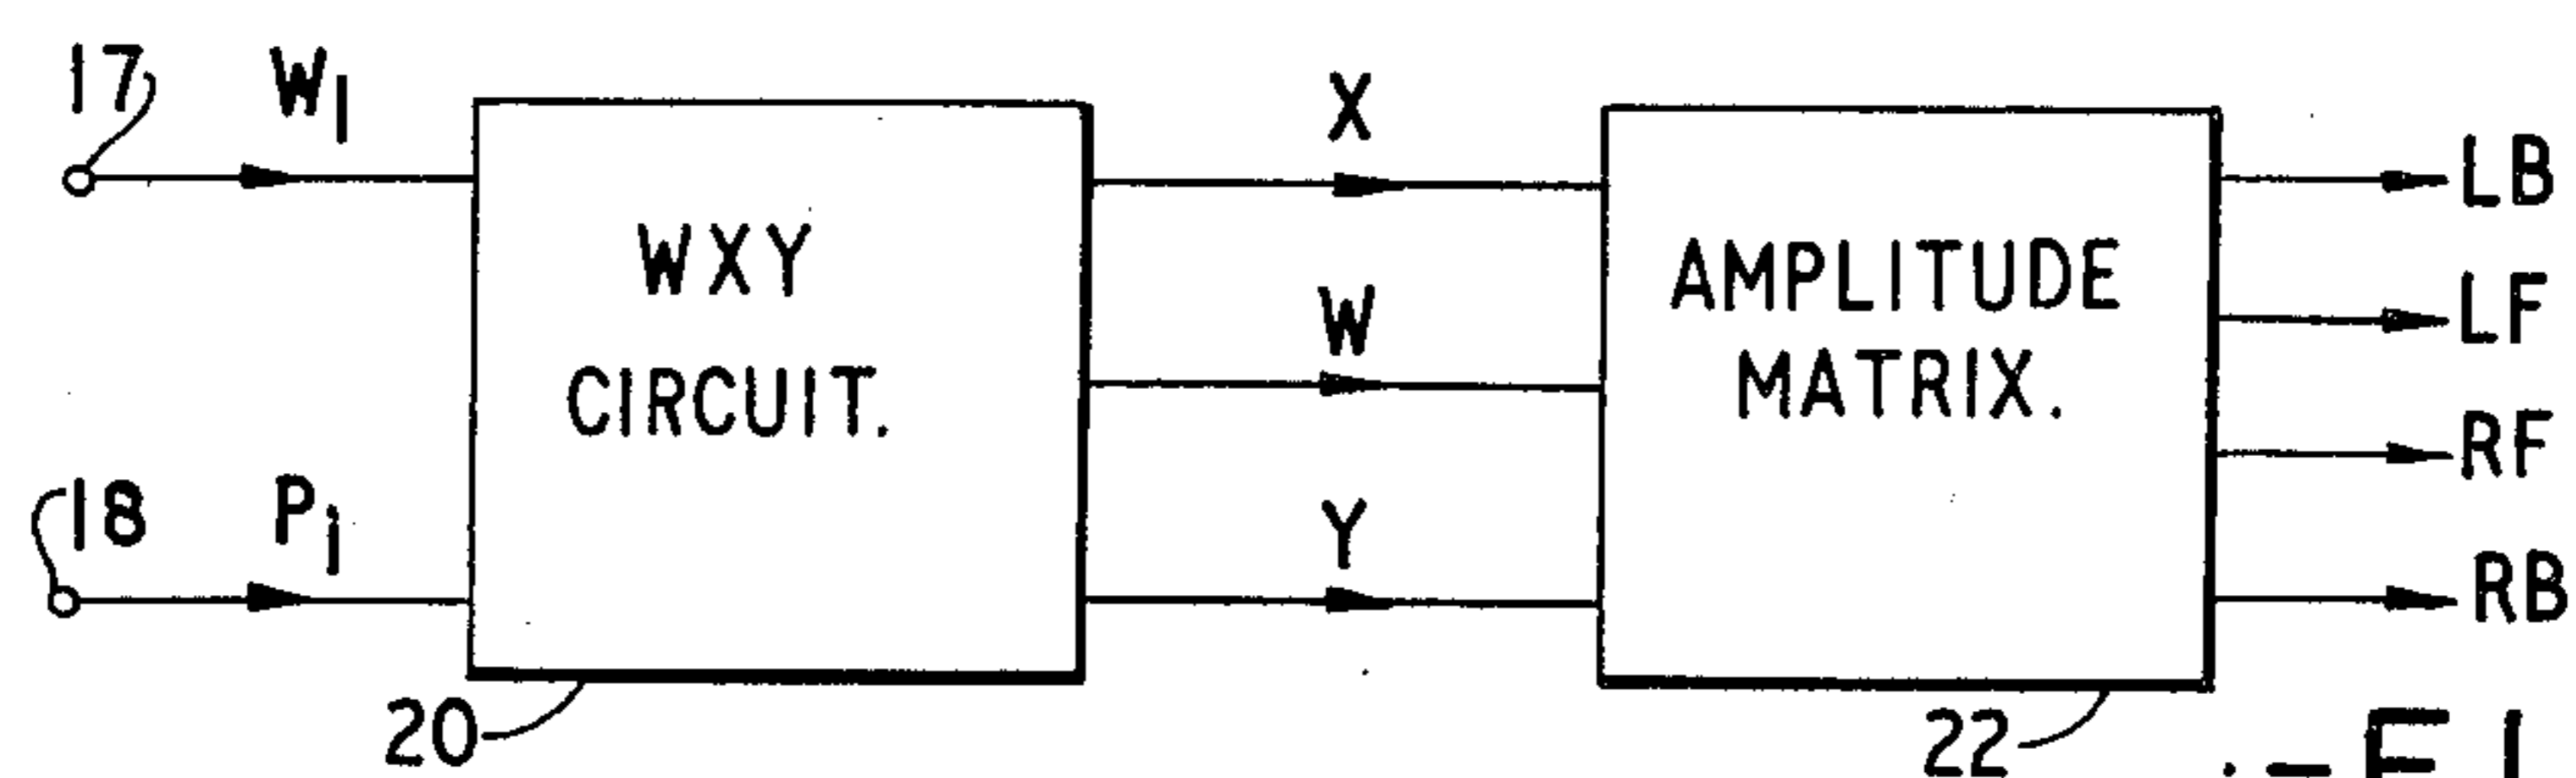 17 W1
X
LB
WXY
CIRCUIT.
W
AMPLITUDE
MATRIX.
LF
RF
18 P1
Y
RB
20
22